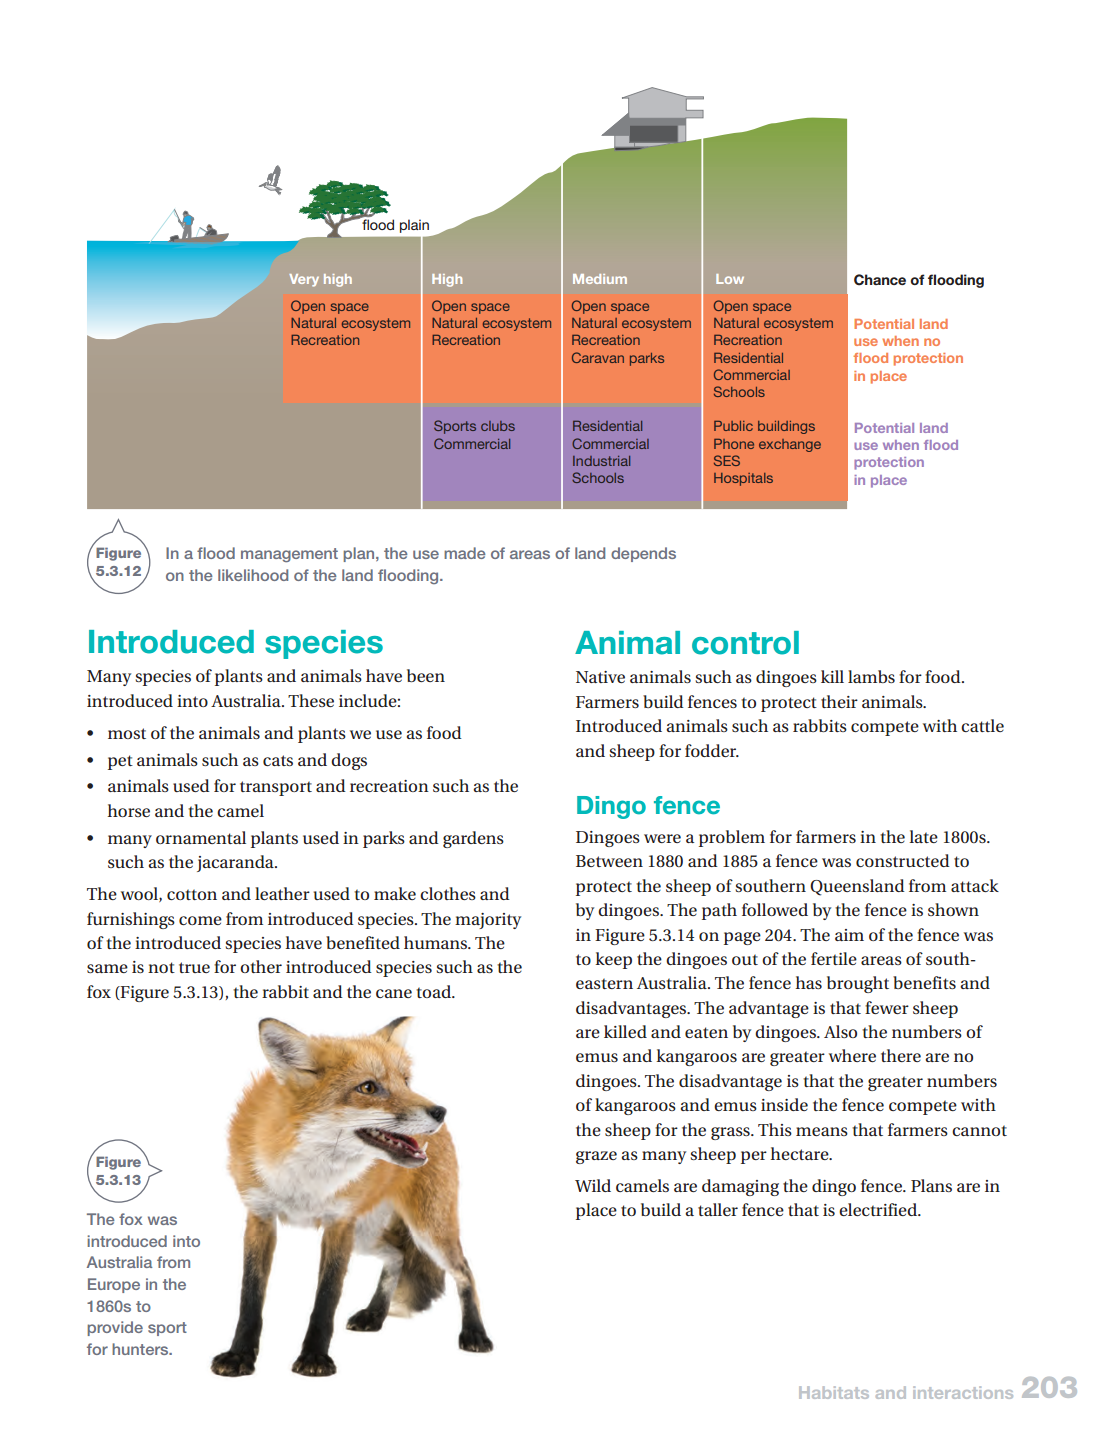 flood plain
Very high
High
Medium
Low
Chance of flooding
Open space
Natural ecosystem
Recreation
Open space
Natural ecosystem
Recreation
Open space
Natural ecosystem
Recreation
Caravan parks
Open space
Natural ecosystem
Recreation
Residential
Commercial
Schools
Potential land
use when no
flood protection
in place
Sports clubs
Commercial
Residential
Commercial
Industrial
Schools
Public buildings
Phone exchange
SES
Hospitals
Potential land
use when flood
protection
in place
Figure
5.3.12
In a flood management plan, the use made of areas of land depends
on the likelihood of the land flooding.
Introduced species
Many species of plants and animals have been
introduced into Australia. These include:
• most of the animals and plants we use as food
• pet animals such as cats and dogs
• animals used for transport and recreation such as the
horse and the camel
• many ornamental plants used in parks and gardens
such as the jacaranda.
The wool, cotton and leather used to make clothes and
furnishings come from introduced species. The majority
of the introduced species have benefited humans. The
same is not true for other introduced species such as the
fox (Figure 5.3.13), the rabbit and the cane toad.
Figure
5.3.13
The fox was
introduced into
Australia from
Europe in the
1860s to
provide sport
for hunters.
Animal control
Native animals such as dingoes kill lambs for food.
Farmers build fences to protect their animals.
Introduced animals such as rabbits compete with cattle
and sheep for fodder.
Dingo fence
Dingoes were a problem for farmers in the late 1800s.
Between 1880 and 1885 a fence was constructed to
protect the sheep of southern Queensland from attack
by dingoes. The path followed by the fence is shown
in Figure 5.3.14 on page 204. The aim of the fence was
to keep the dingoes out of the fertile areas of south-
eastern Australia. The fence has brought benefits and
disadvantages. The advantage is that fewer sheep
are killed and eaten by dingoes. Also the numbers of
emus and kangaroos are greater where there are no
dingoes. The disadvantage is that the greater numbers
of kangaroos and emus inside the fence compete with
the sheep for the grass. This means that farmers cannot
graze as many sheep per hectare.
Wild camels are damaging the dingo fence. Plans are in
place to build a taller fence that is electrified.
Habitats and interactions 203